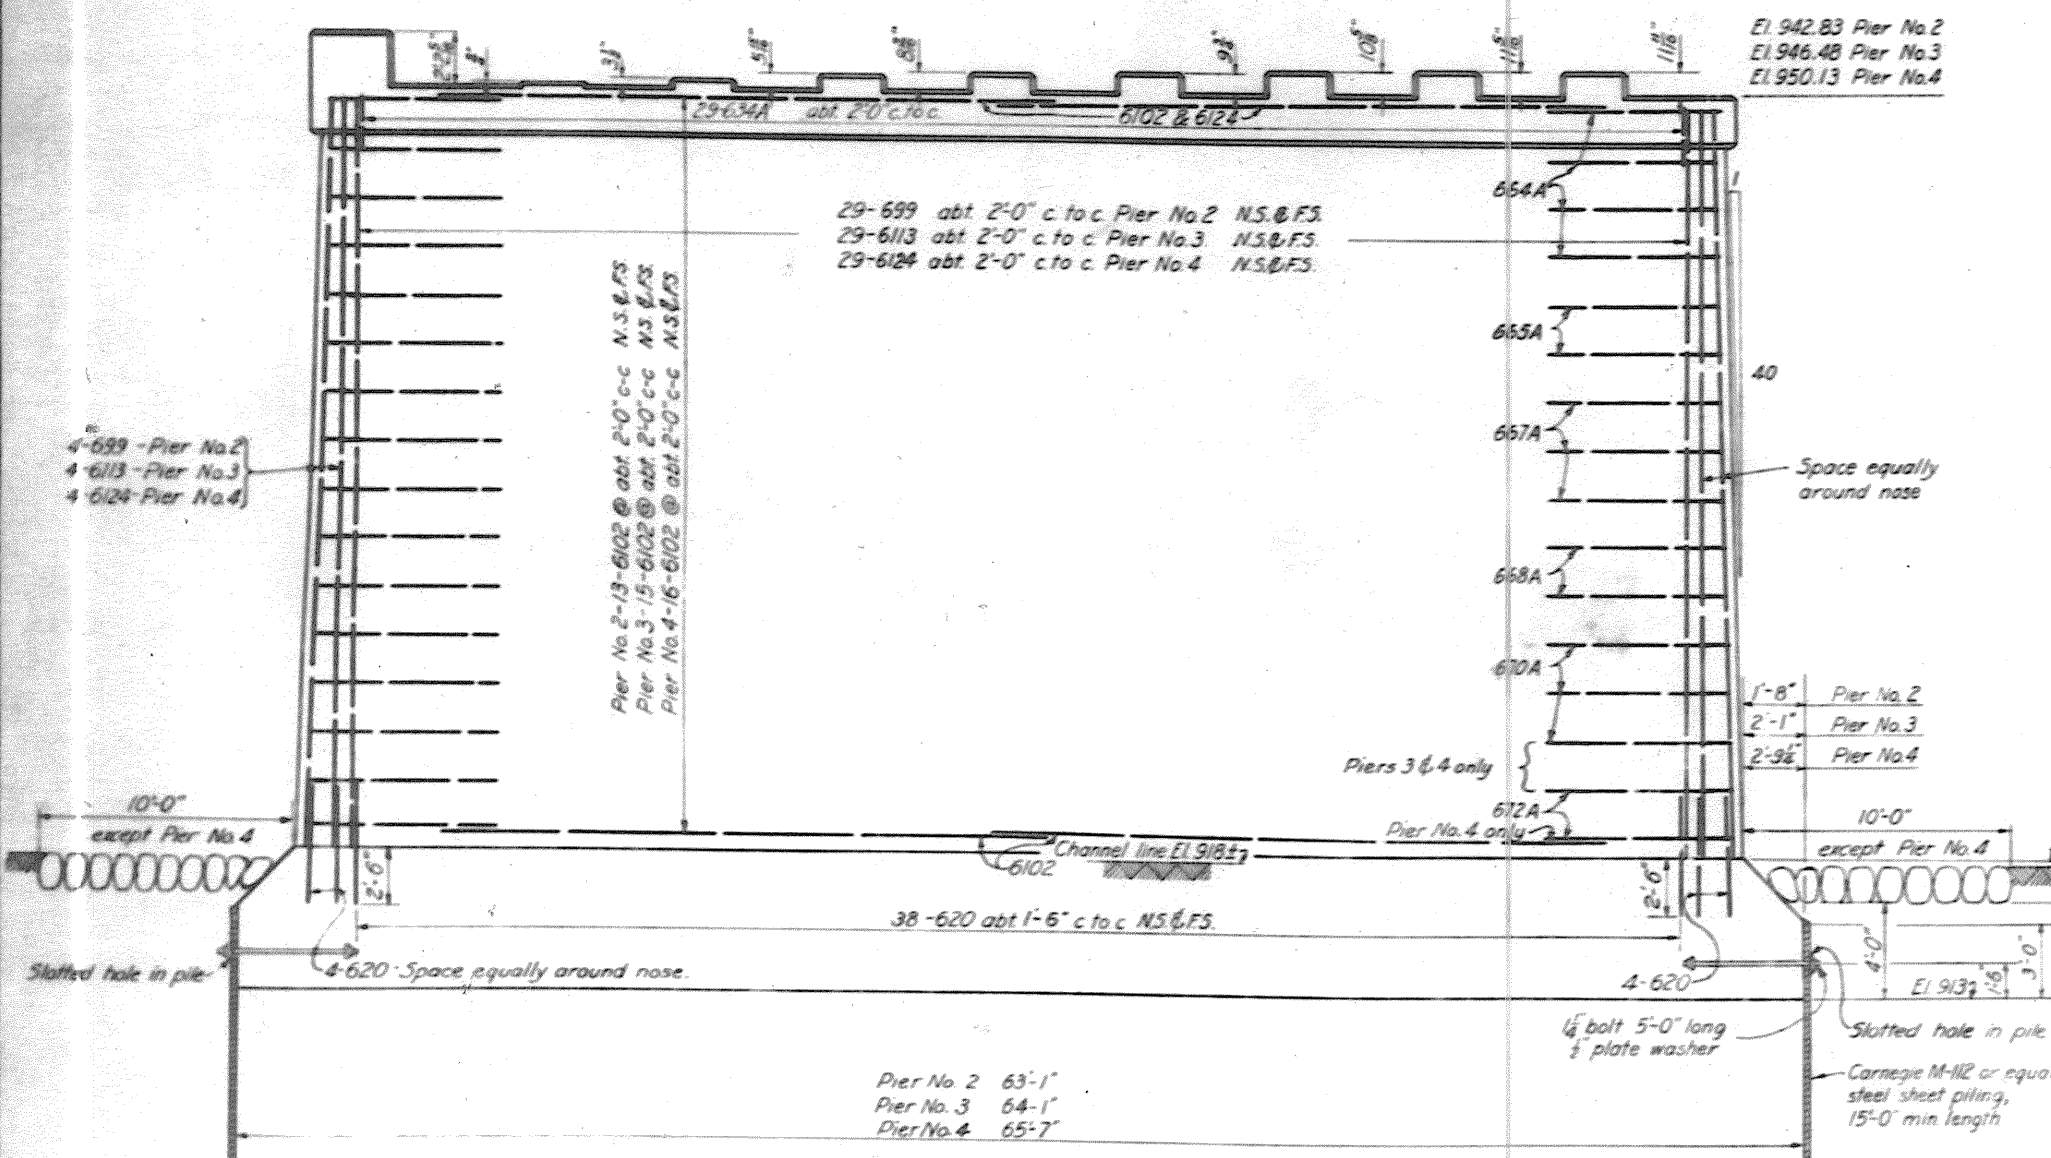 El. 942.83 Pier No.2
El. 946.48 Pier No.3
El. 950.13 Pier No.4
29-634A abt. 2'-0" c. to c.
6102 & 6124
664A
1
29-699 abt. 2'-0" c. to c. Pier No.2 N.S. & F.S.
29-6113 abt. 2'-0" c. to c. Pier No.3. N.S. & F.S.
29-6124 abt. 2'-0" c. to c. Pier No.4 N.S. & F.S.
Pier No.2-13-6102 @ abt. 2'-0" c-c N.S. & F.S.
Pier No.3-15-6102 @ abt. 2'-0" c-c N.S. & F.S.
Pier No.4-16-6102 @ abt. 2'-0" c-c N.S. & F.S.
665A
40
667A
4-699-Pier No.2
4-6113-Pier No.3
4-6124-Pier No.4
Space equally
around nose
668A
670A
1'-8" Pier No. 2
2'-1" Pier No.3
Pier No.4
Piers 3 & 4 only
672A
Pier No. 4 only
10'-0"
except Pier No. 4
10'-0"
except Pier No. 4
Channel line El. 918±
6102
2'-6"
2'-6"
38-620 abt. 1'-6" c to c N.S. & F.S.
Slotted hole in pile
4-620-Space equally around nose.
4-620
4'-0"
El. 913
1'-6"
3'-0"
1¼" bolt 5'-0" long
½" plate washer
Slotted hole in pile
Carnegie M-112 or equa
steel sheet piling,
15'-0" min. length
Pier No. 2 63'-1"
Pier No. 3 64'-1"
Pier No.4 65'-7"